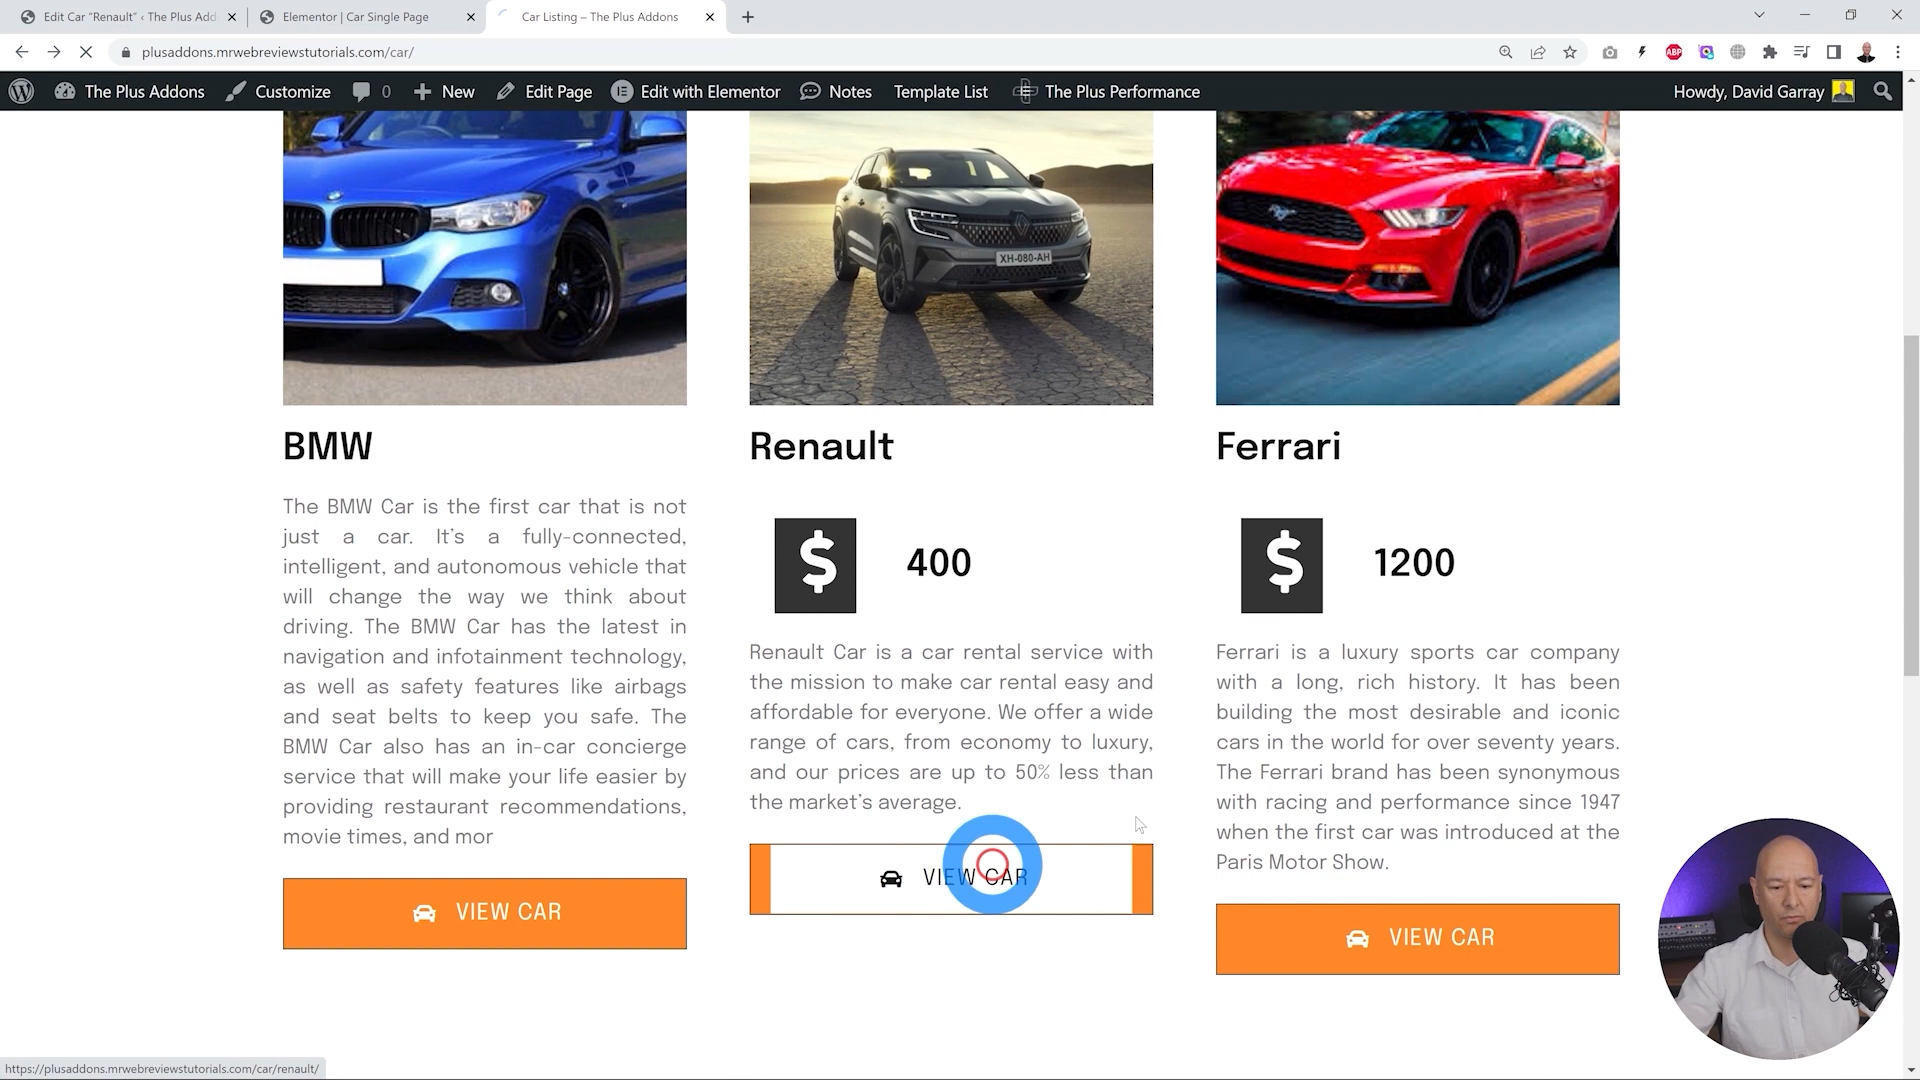 Edit Car “Renault” ‹ The Plus Add
Elementor | Car Single Page
Car Listing – The Plus Addons
plusaddons.mrwebreviewstutorials.com/car/
ABP
The Plus Addons
Customize
0
New
Edit Page
Edit with Elementor
Notes
Template List
The Plus Performance
Howdy, David Garray
XH-080-AH
BMW
The BMW Car is the first car that is not
just a car. It’s a fully-connected,
intelligent, and autonomous vehicle that
will change the way we think about
driving. The BMW Car has the latest in
navigation and infotainment technology,
as well as safety features like airbags
and seat belts to keep you safe. The
BMW Car also has an in-car concierge
service that will make your life easier by
providing restaurant recommendations,
movie times, and mor
VIEW CAR
Renault
$ 400
Renault Car is a car rental service with
the mission to make car rental easy and
affordable for everyone. We offer a wide
range of cars, from economy to luxury,
and our prices are up to 50% less than
the market’s average.
VIEW CAR
Ferrari
$ 1200
Ferrari is a luxury sports car company
with a long, rich history. It has been
building the most desirable and iconic
cars in the world for over seventy years.
The Ferrari brand has been synonymous
with racing and performance since 1947
when the first car was introduced at the
Paris Motor Show.
VIEW CAR
https://plusaddons.mrwebreviewstutorials.com/car/renault/